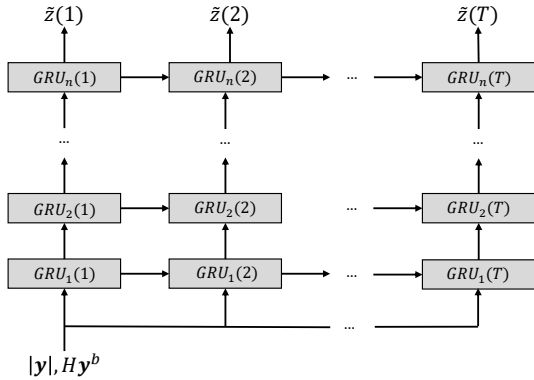 z̃(1) z̃(2) z̃(T)
GRUₙ(1) GRUₙ(2) ... GRUₙ(T)
... ... ...
GRU₂(1) GRU₂(2) ... GRU₂(T)
GRU₁(1) GRU₁(2) ... GRU₁(T)
...
|y|, Hyᵇ